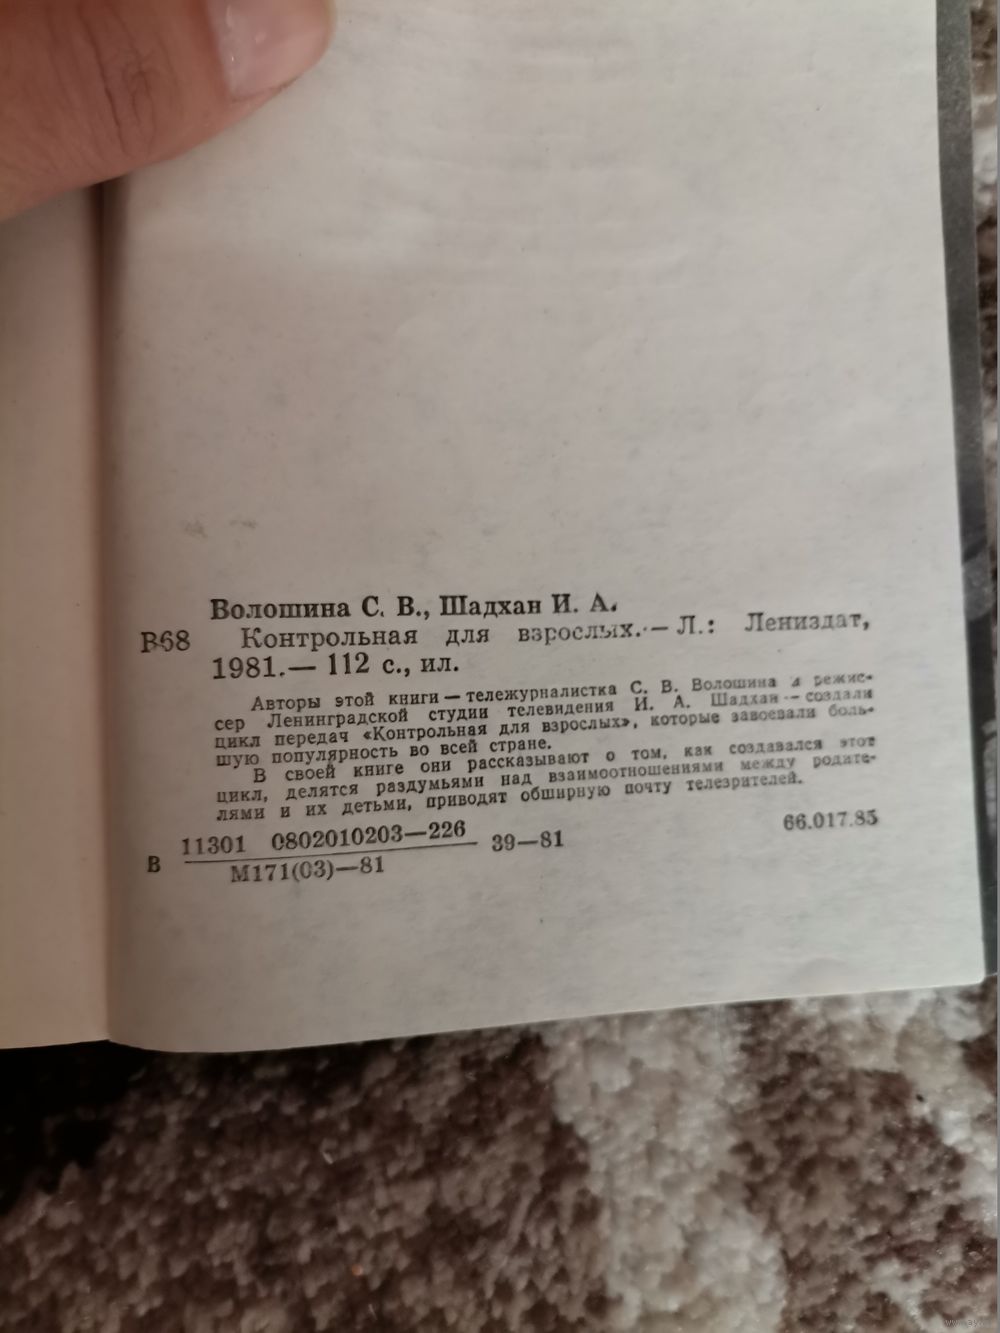 Волошина С. В., Шадхан И. А.
В68 Контрольная для взрослых.— Л.: Лениздат,
1981.— 112 с., ил.
Авторы этой книги — тележурналистка С. В. Волошина и режис-
сер Ленинградской студии телевидения И. А. Шадхан — создали
цикл передач «Контрольная для взрослых», которые завоевали боль-
шую популярность во всей стране.
В своей книге они рассказывают о том, как создавался этот
цикл, делятся раздумьями над взаимоотношениями между родите-
лями и их детьми, приводят обширную почту телезрителей.
11301 0802010203—226
В 39—81 66.017.85
М171(03)—81